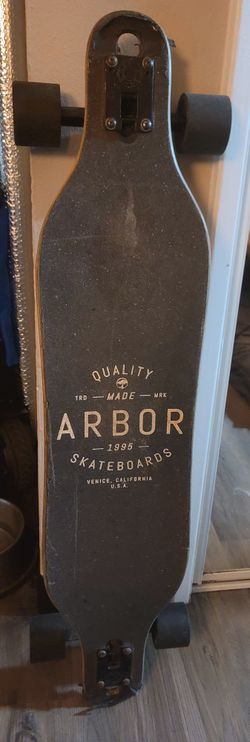 QUALITY
TRD — MADE — MRK
ARBOR
— 1995 —
SKATEBOARDS
VENICE, CALIFORNIA
U.S.A.